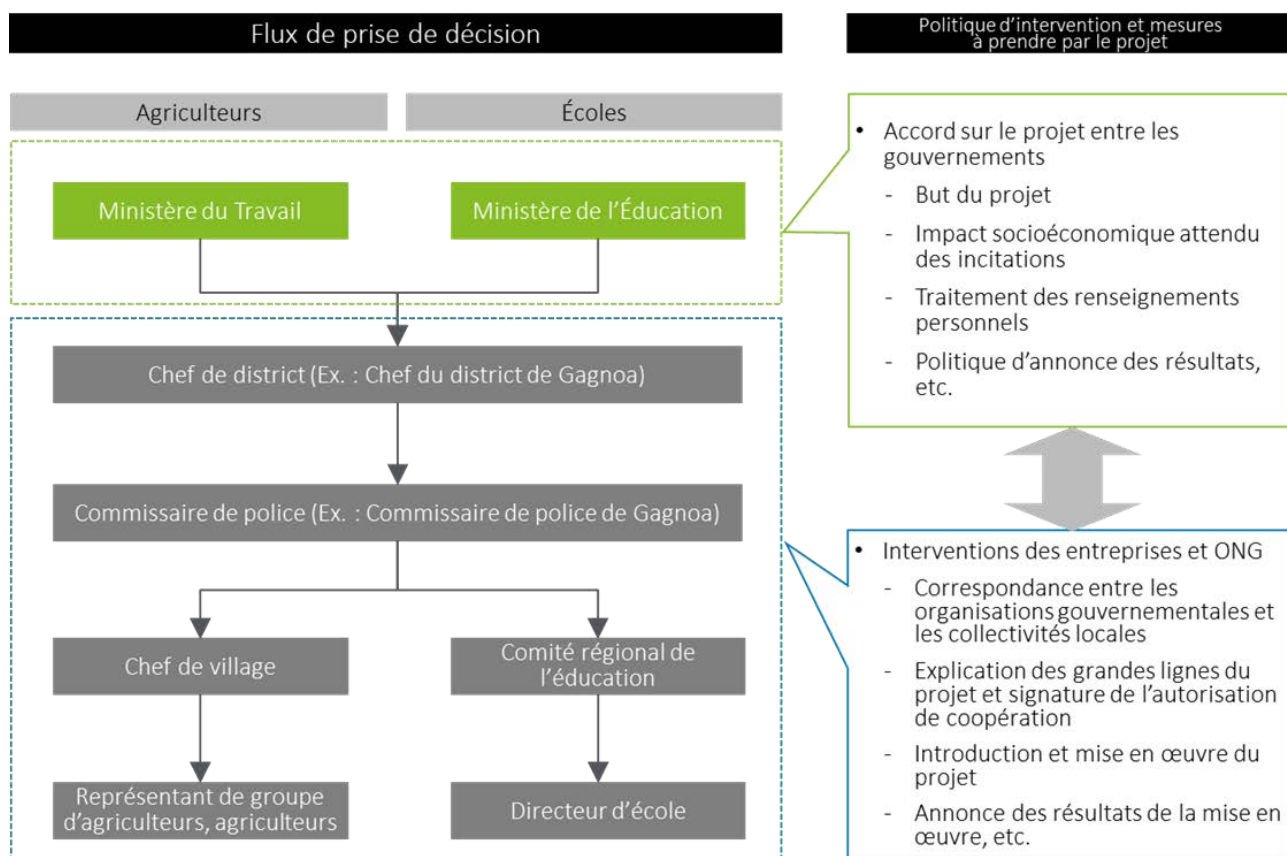 Flux de prise de décision
Agriculteurs
Écoles
Ministère du Travail
Ministère de l'Éducation
Chef de district (Ex. : Chef du district de Gagnoa)
Commissaire de police (Ex. : Commissaire de police de Gagnoa)
Chef de village
Comité régional de
l'éducation
Représentant de groupe
d'agriculteurs, agriculteurs
Directeur d'école
Politique d'intervention et mesures
à prendre par le projet
• Accord sur le projet entre les
gouvernements
- But du projet
- Impact socioéconomique attendu
des incitations
- Traitement des renseignements
personnels
- Politique d'annonce des résultats,
etc.
• Interventions des entreprises et ONG
- Correspondance entre les
organisations gouvernementales et
les collectivités locales
- Explication des grandes lignes du
projet et signature de l'autorisation
de coopération
- Introduction et mise en œuvre du
projet
- Annonce des résultats de la mise en
œuvre, etc.